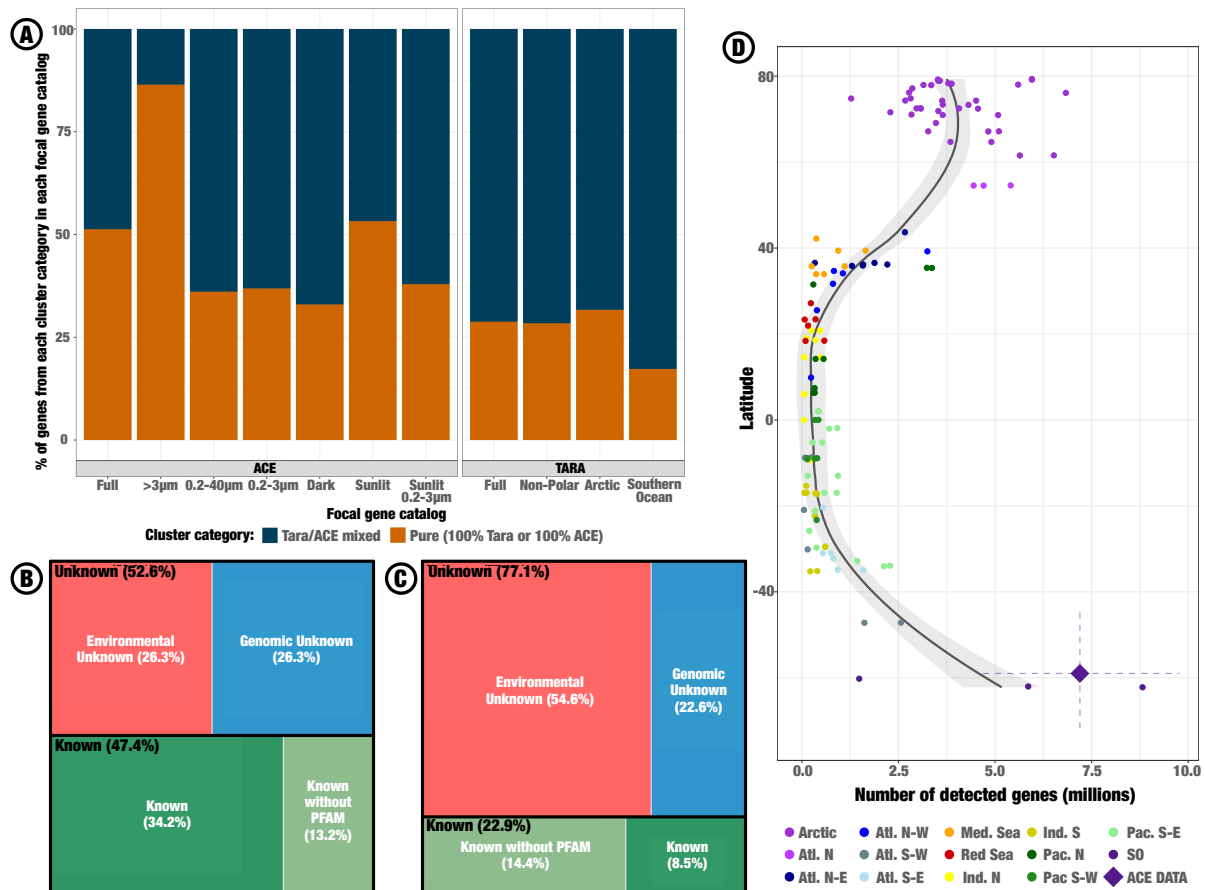 A
% of genes from each cluster category in each focal gene catalog
100
75
50
25
0
ACE
TARA
Full
>3µm
0.2-40µm
0.2-3µm
Dark
Sunlit
Sunlit
0.2-3µm
Full
Non-Polar
Arctic
Southern
Ocean
Focal gene catalog
Cluster category:
Tara/ACE mixed
Pure (100% Tara or 100% ACE)
B
Unknown (52.6%)
Environmental
Unknown (26.3%)
Genomic Unknown
(26.3%)
Known (47.4%)
Known
(34.2%)
Known
without
PFAM
(13.2%)
C
Unknown (77.1%)
Environmental
Unknown (54.6%)
Genomic
Unknown
(22.6%)
Known (22.9%)
Known without PFAM
(14.4%)
Known
(8.5%)
D
Latitude
80
40
0
-40
0.0
2.5
5.0
7.5
10.0
Number of detected genes (millions)
Arctic
Atl. N-W
Med. Sea
Ind. S
Pac. S-E
Atl. N
Atl. S-W
Red Sea
Pac. N
SO
Atl. N-E
Atl. S-E
Ind. N
Pac S-W
ACE DATA